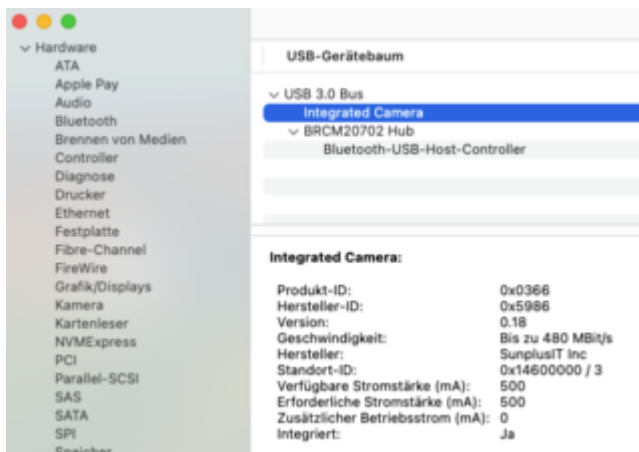 Hardware
ATA
Apple Pay
Audio
Bluetooth
Brennen von Medien
Controller
Diagnose
Drucker
Ethernet
Festplatte
Fibre-Channel
FireWire
Grafik/Displays
Kamera
Kartenleser
NVMExpress
PCI
Parallel-SCSI
SAS
SATA
SPI
Speicher
USB-Gerätebaum
USB 3.0 Bus
Integrated Camera
BRCM20702 Hub
Bluetooth-USB-Host-Controller
Integrated Camera:
Produkt-ID: 0x0366
Hersteller-ID: 0x5986
Version: 0.18
Geschwindigkeit: Bis zu 480 MBit/s
Hersteller: SunplusIT Inc
Standort-ID: 0x14600000 / 3
Verfügbare Stromstärke (mA): 500
Erforderliche Stromstärke (mA): 500
Zusätzlicher Betriebsstrom (mA): 0
Integriert: Ja